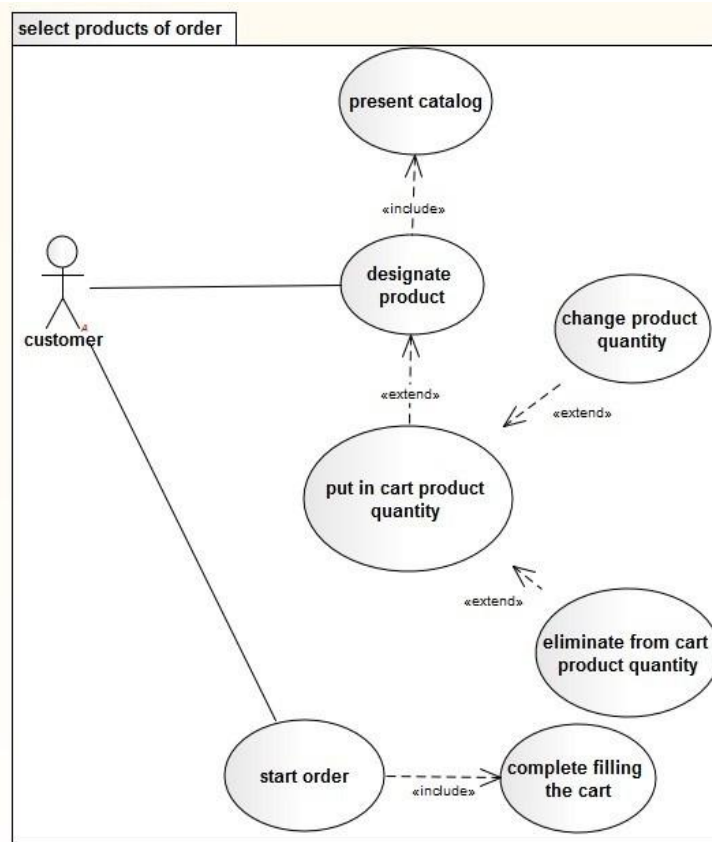 select products of order
present catalog
«include»
designate
product
customer
change product
quantity
«extend»
«extend»
put in cart product
quantity
«extend»
eliminate from cart
product quantity
start order
complete filling
the cart
«include»